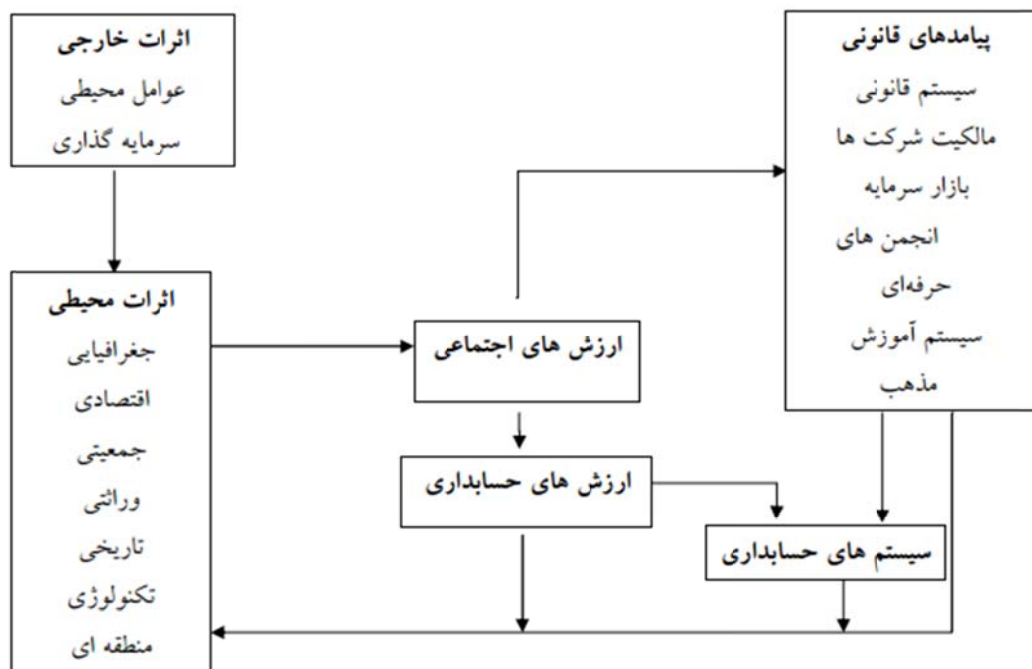 اثرات خارجی
عوامل محیطی
سرمایه گذاری
پیامدهای قانونی
سیستم قانونی
مالکیت شرکت ها
بازار سرمایه
انجمن های
حرفه‌ای
سیستم آموزش
مذهب
اثرات محیطی
جغرافیایی
اقتصادی
جمعیتی
وراثتی
تاریخی
تکنولوژی
منطقه ای
ارزش های اجتماعی
ارزش های حسابداری
سیستم های حسابداری